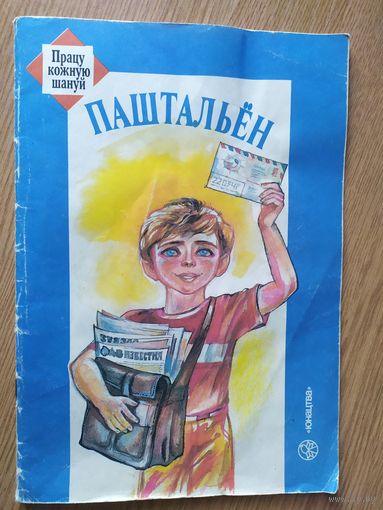 Працу
кожную
шануй
ПАШТАЛЬЁН
ИЗВЕСТИЯ
«юнацтва»